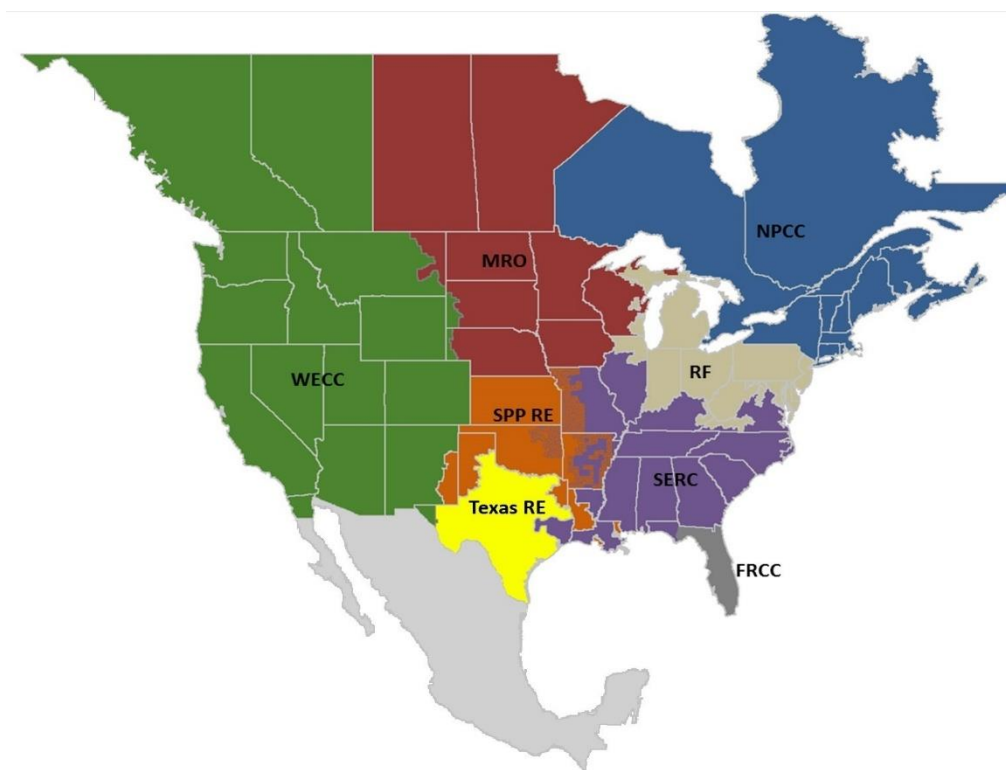 NPCC
MRO
RF
WECC
SPP RE
SERC
Texas RE
FRCC